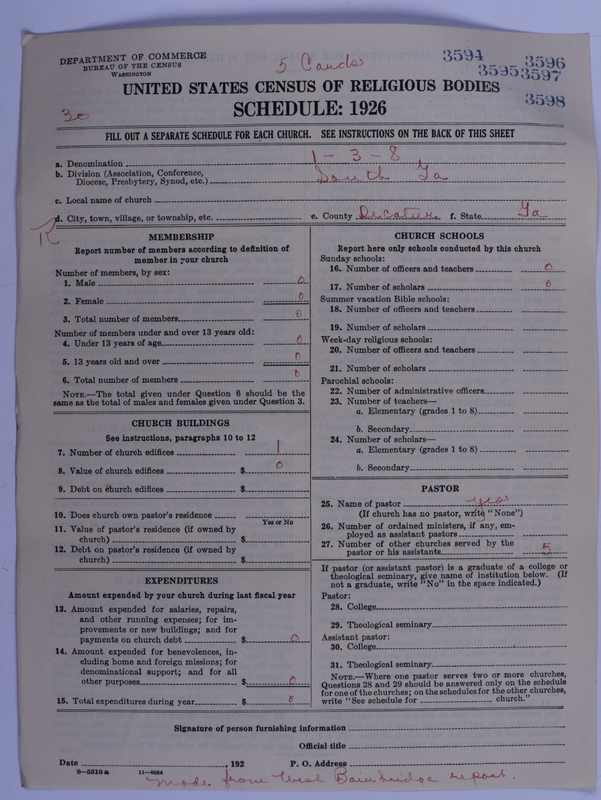 DEPARTMENT OF COMMERCE
BUREAU OF THE CENSUS
WASHINGTON
5 Cards
3594
3595
3596
3597
3598
UNITED STATES CENSUS OF RELIGIOUS BODIES
SCHEDULE: 1926
30
FILL OUT A SEPARATE SCHEDULE FOR EACH CHURCH. SEE INSTRUCTIONS ON THE BACK OF THIS SHEET
a. Denomination 1-3-8
b. Division (Association, Conference, Diocese, Presbytery, Synod, etc.) South Ga
c. Local name of church
d. City, town, village, or township, etc. e. County Decatur f. State Ga
R
MEMBERSHIP
Report number of members according to definition of
member in your church
Number of members, by sex:
1. Male 0
2. Female 0
3. Total number of members 0
Number of members under and over 13 years old:
4. Under 13 years of age 0
5. 13 years old and over 0
6. Total number of members 0
NOTE.—The total given under Question 6 should be
same as the total of males and females given under Question 3.
CHURCH BUILDINGS
See instructions, paragraphs 10 to 12
7. Number of church edifices 1
8. Value of church edifices $ 0
9. Debt on church edifices $
10. Does church own pastor's residence
Yes or No
11. Value of pastor's residence (if owned by
church) $
12. Debt on pastor's residence (if owned by
church) $
EXPENDITURES
Amount expended by your church during last fiscal year
13. Amount expended for salaries, repairs,
and other running expenses; for im-
provements or new buildings; and for
payments on church debt $ 0
14. Amount expended for benevolences, in-
cluding home and foreign missions; for
denominational support; and for all
other purposes $ 0
15. Total expenditures during year $
CHURCH SCHOOLS
Report here only schools conducted by this church
Sunday schools:
16. Number of officers and teachers 0
17. Number of scholars 0
Summer vacation Bible schools:
18. Number of officers and teachers
19. Number of scholars
Week-day religious schools:
20. Number of officers and teachers
21. Number of scholars
Parochial schools:
22. Number of administrative officers
23. Number of teachers—
a. Elementary (grades 1 to 8)
b. Secondary
24. Number of scholars—
a. Elementary (grades 1 to 8)
b. Secondary
PASTOR
25. Name of pastor yes
(If church has no pastor, write "None")
26. Number of ordained ministers, if any, em-
ployed as assistant pastors
27. Number of other churches served by the
pastor or his assistants 5
If pastor (or assistant pastor) is a graduate of a college or
theological seminary, give name of institution below. (If
not a graduate, write "No" in the space indicated.)
Pastor:
28. College
29. Theological seminary
Assistant pastor:
30. College
31. Theological seminary
NOTE.—Where one pastor serves two or more churches,
Questions 28 and 29 should be answered only on the schedule
for one of the churches; on the schedules for the other churches,
write "See schedule for church."
Signature of person furnishing information
Official title
Date , 192 P. O. Address
8-5518a 11-9054
Made from West Bainbridge report.